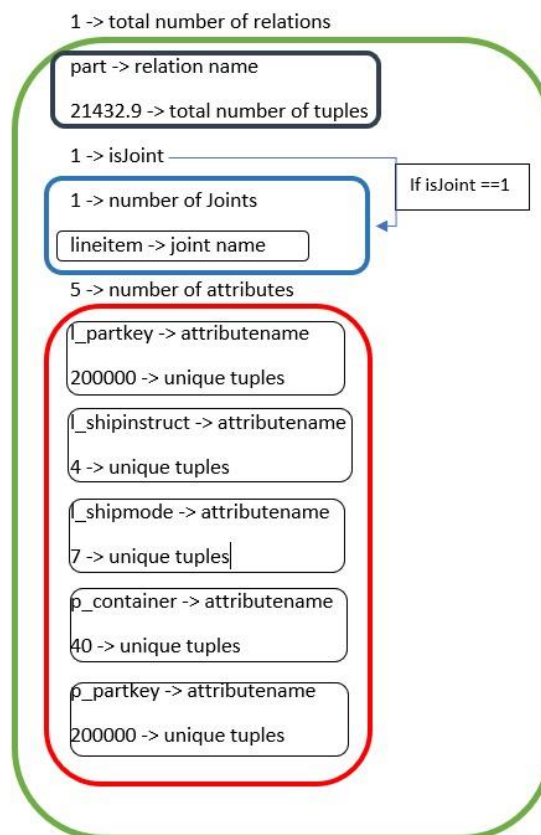 1 -> total number of relations
part -> relation name
21432.9 -> total number of tuples
1 -> isJoint
If isJoint ==1
1 -> number of Joints
lineitem -> joint name
5 -> number of attributes
l_partkey -> attributename
200000 -> unique tuples
l_shipinstruct -> attributename
4 -> unique tuples
l_shipmode -> attributename
7 -> unique tuples
p_container -> attributename
40 -> unique tuples
p_partkey -> attributename
200000 -> unique tuples